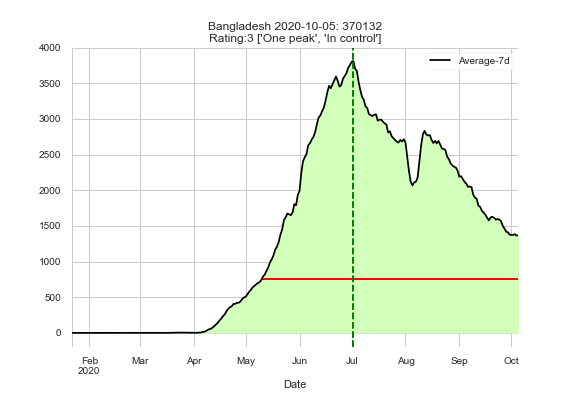 Bangladesh 2020-10-05: 370132
Rating:3 ['One peak', 'In control']
Average-7d
4000
3500
3000
2500
2000
1500
1000
500
0
Feb
2020
Mar
Apr
May
Jun
Jul
Aug
Sep
Oct
Date